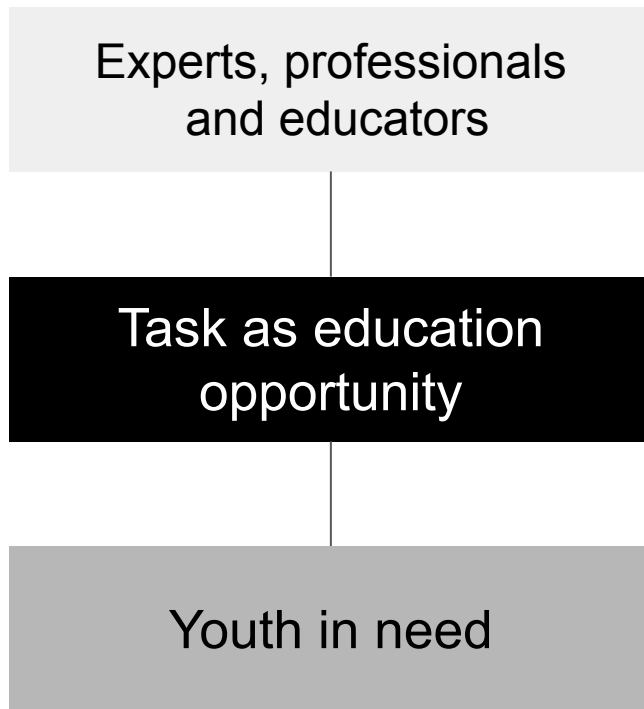 Experts, professionals
and educators
Task as education
opportunity
Youth in need